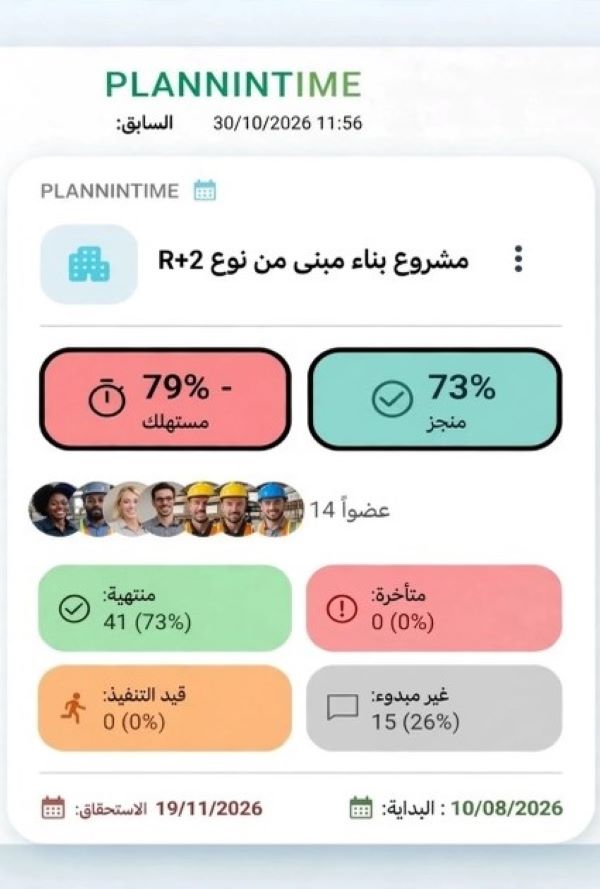 PLANNINTIME
السابق: 30/10/2026 11:56
PLANNINTIME
مشروع بناء مبنى من نوع R+2
73%
منجز
79% -
مستهلك
14 عضواً
متأخرة:
0 (0%)
منتهية:
41 (73%)
غير مبدوء:
15 (26%)
قيد التنفيذ:
0 (0%)
البداية: 10/08/2026
الاستحقاق: 19/11/2026